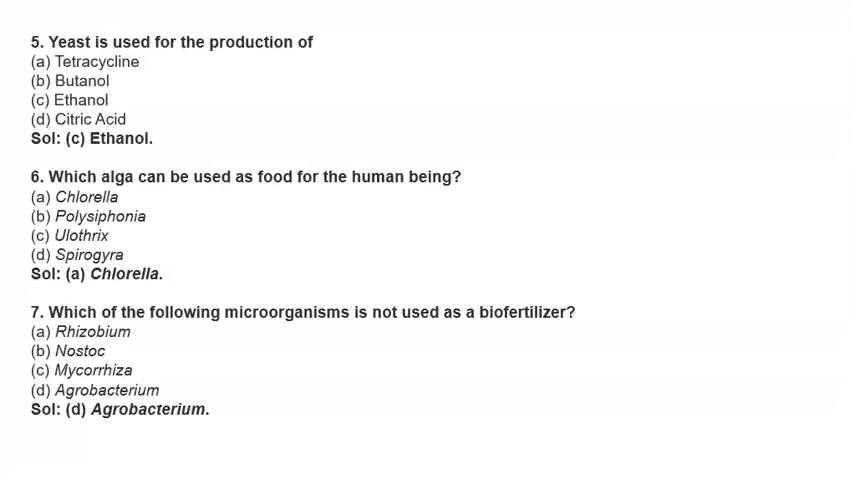 5. Yeast is used for the production of
(a) Tetracycline
(b) Butanol
(c) Ethanol
(d) Citric Acid
Sol: (c) Ethanol.
6. Which alga can be used as food for the human being?
(a) Chlorella
(b) Polysiphonia
(c) Ulothrix
(d) Spirogyra
Sol: (a) Chlorella.
7. Which of the following microorganisms is not used as a biofertilizer?
(a) Rhizobium
(b) Nostoc
(c) Mycorrhiza
(d) Agrobacterium
Sol: (d) Agrobacterium.